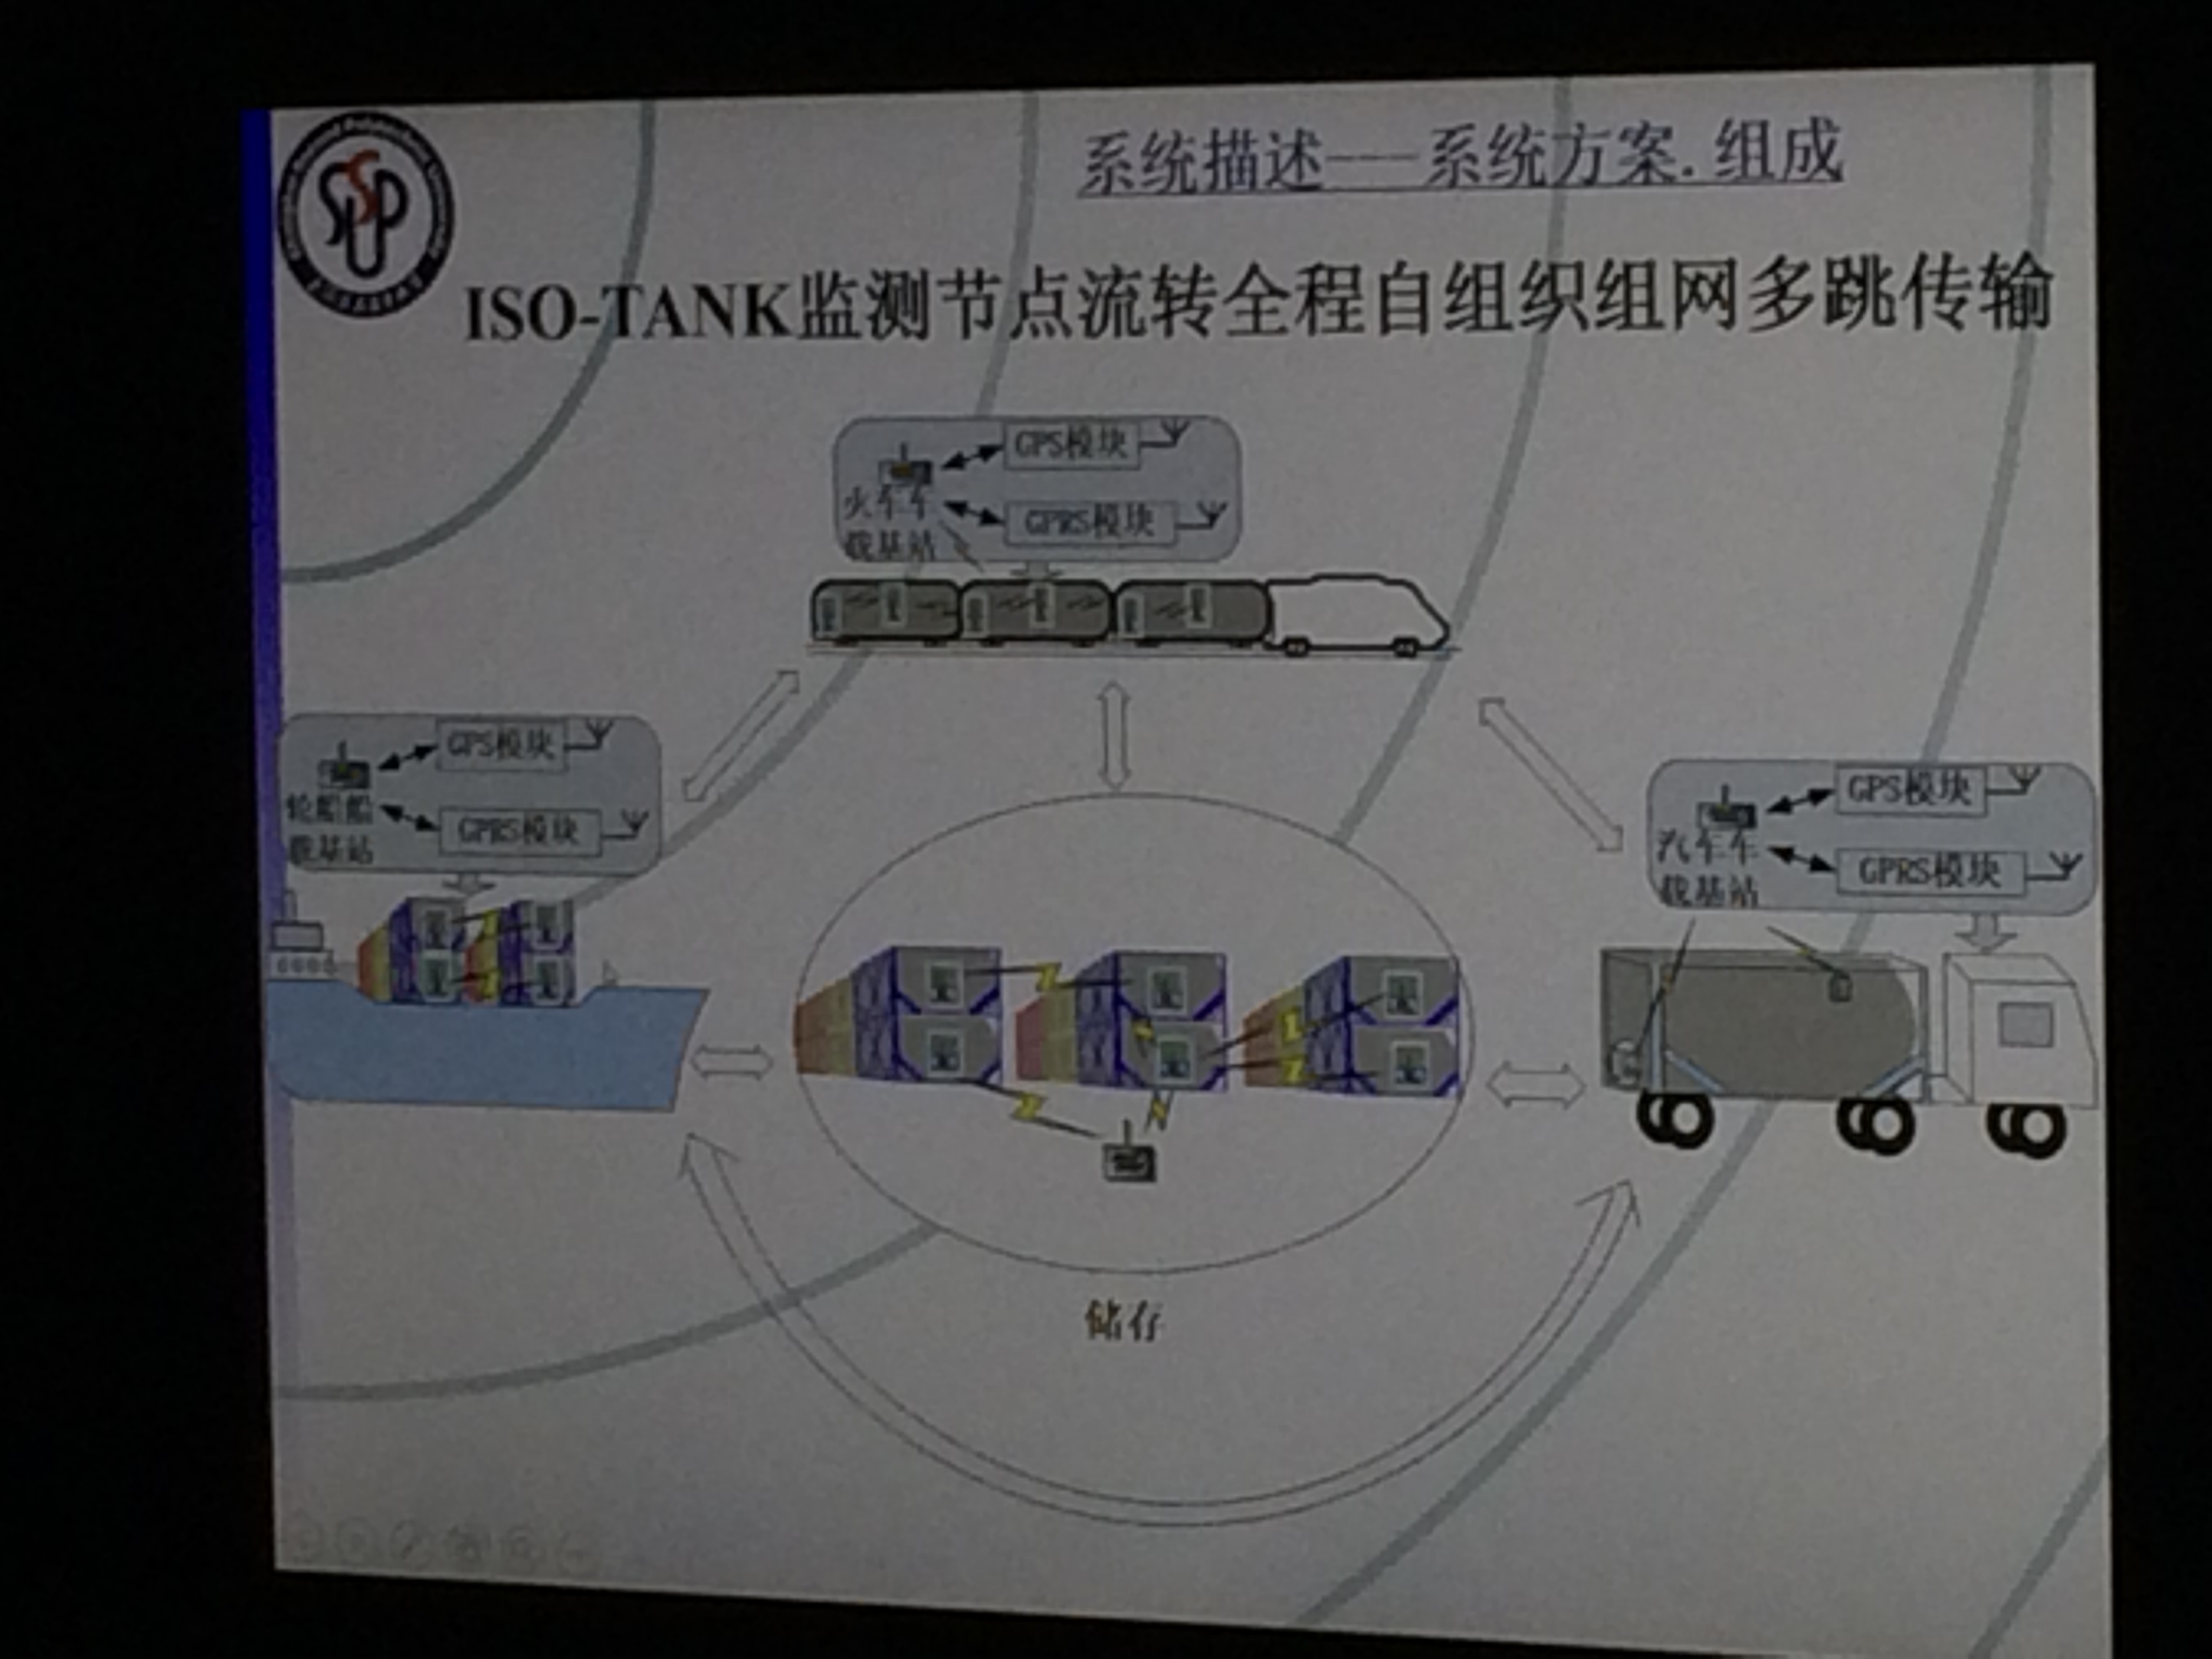 系统描述——系统方案.组成
SSPU
ISO-TANK监测节点流转全程自组织组网多跳传输
GPS模块
火车车
载基站
GPRS模块
GPS模块
轮船船
载基站
GPRS模块
GPS模块
汽车车
载基站
GPRS模块
储存